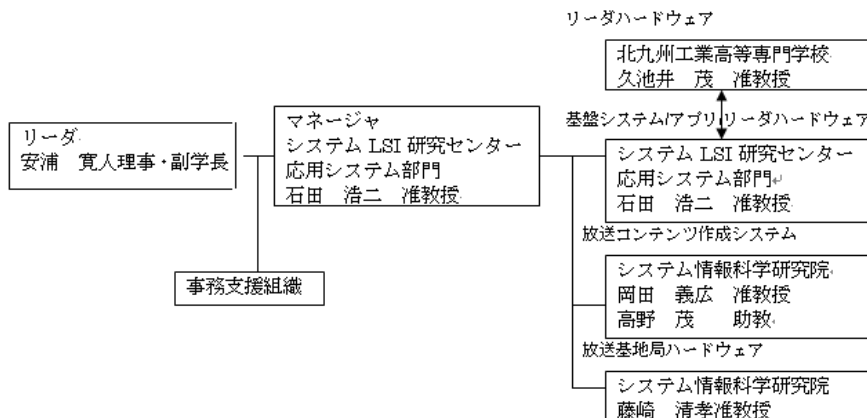 リーダ
安浦 寛人理事・副学長
事務支援組織
マネージャ
システム LSI 研究センター
応用システム部門
石田 浩二 准教授
リーダハードウェア
北九州工業高等専門学校
久池井 茂 准教授
基盤システム/アプリ/リーダハードウェア
システム LSI 研究センター
応用システム部門
石田 浩二 准教授
放送コンテンツ作成システム
システム情報科学研究院
岡田 義広 准教授
高野 茂 助教
放送基地局ハードウェア
システム情報科学研究院
藤崎 清孝准教授